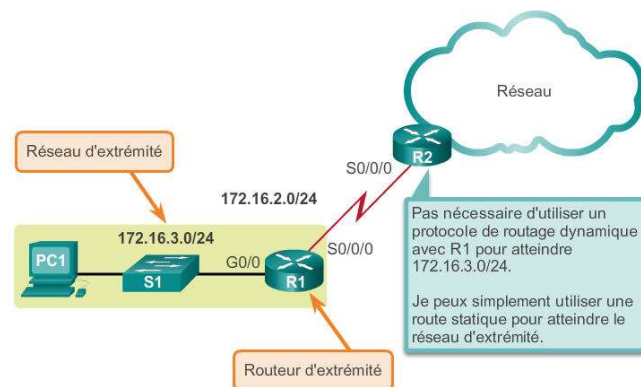 Réseau
Réseau d'extrémité
R2
S0/0/0
172.16.2.0/24
Pas nécessaire d'utiliser un
protocole de routage dynamique
avec R1 pour atteindre
172.16.3.0/24.
Je peux simplement utiliser une
route statique pour atteindre le
réseau d'extrémité.
172.16.3.0/24
S0/0/0
PC1
G0/0
S1
R1
Routeur d'extrémité